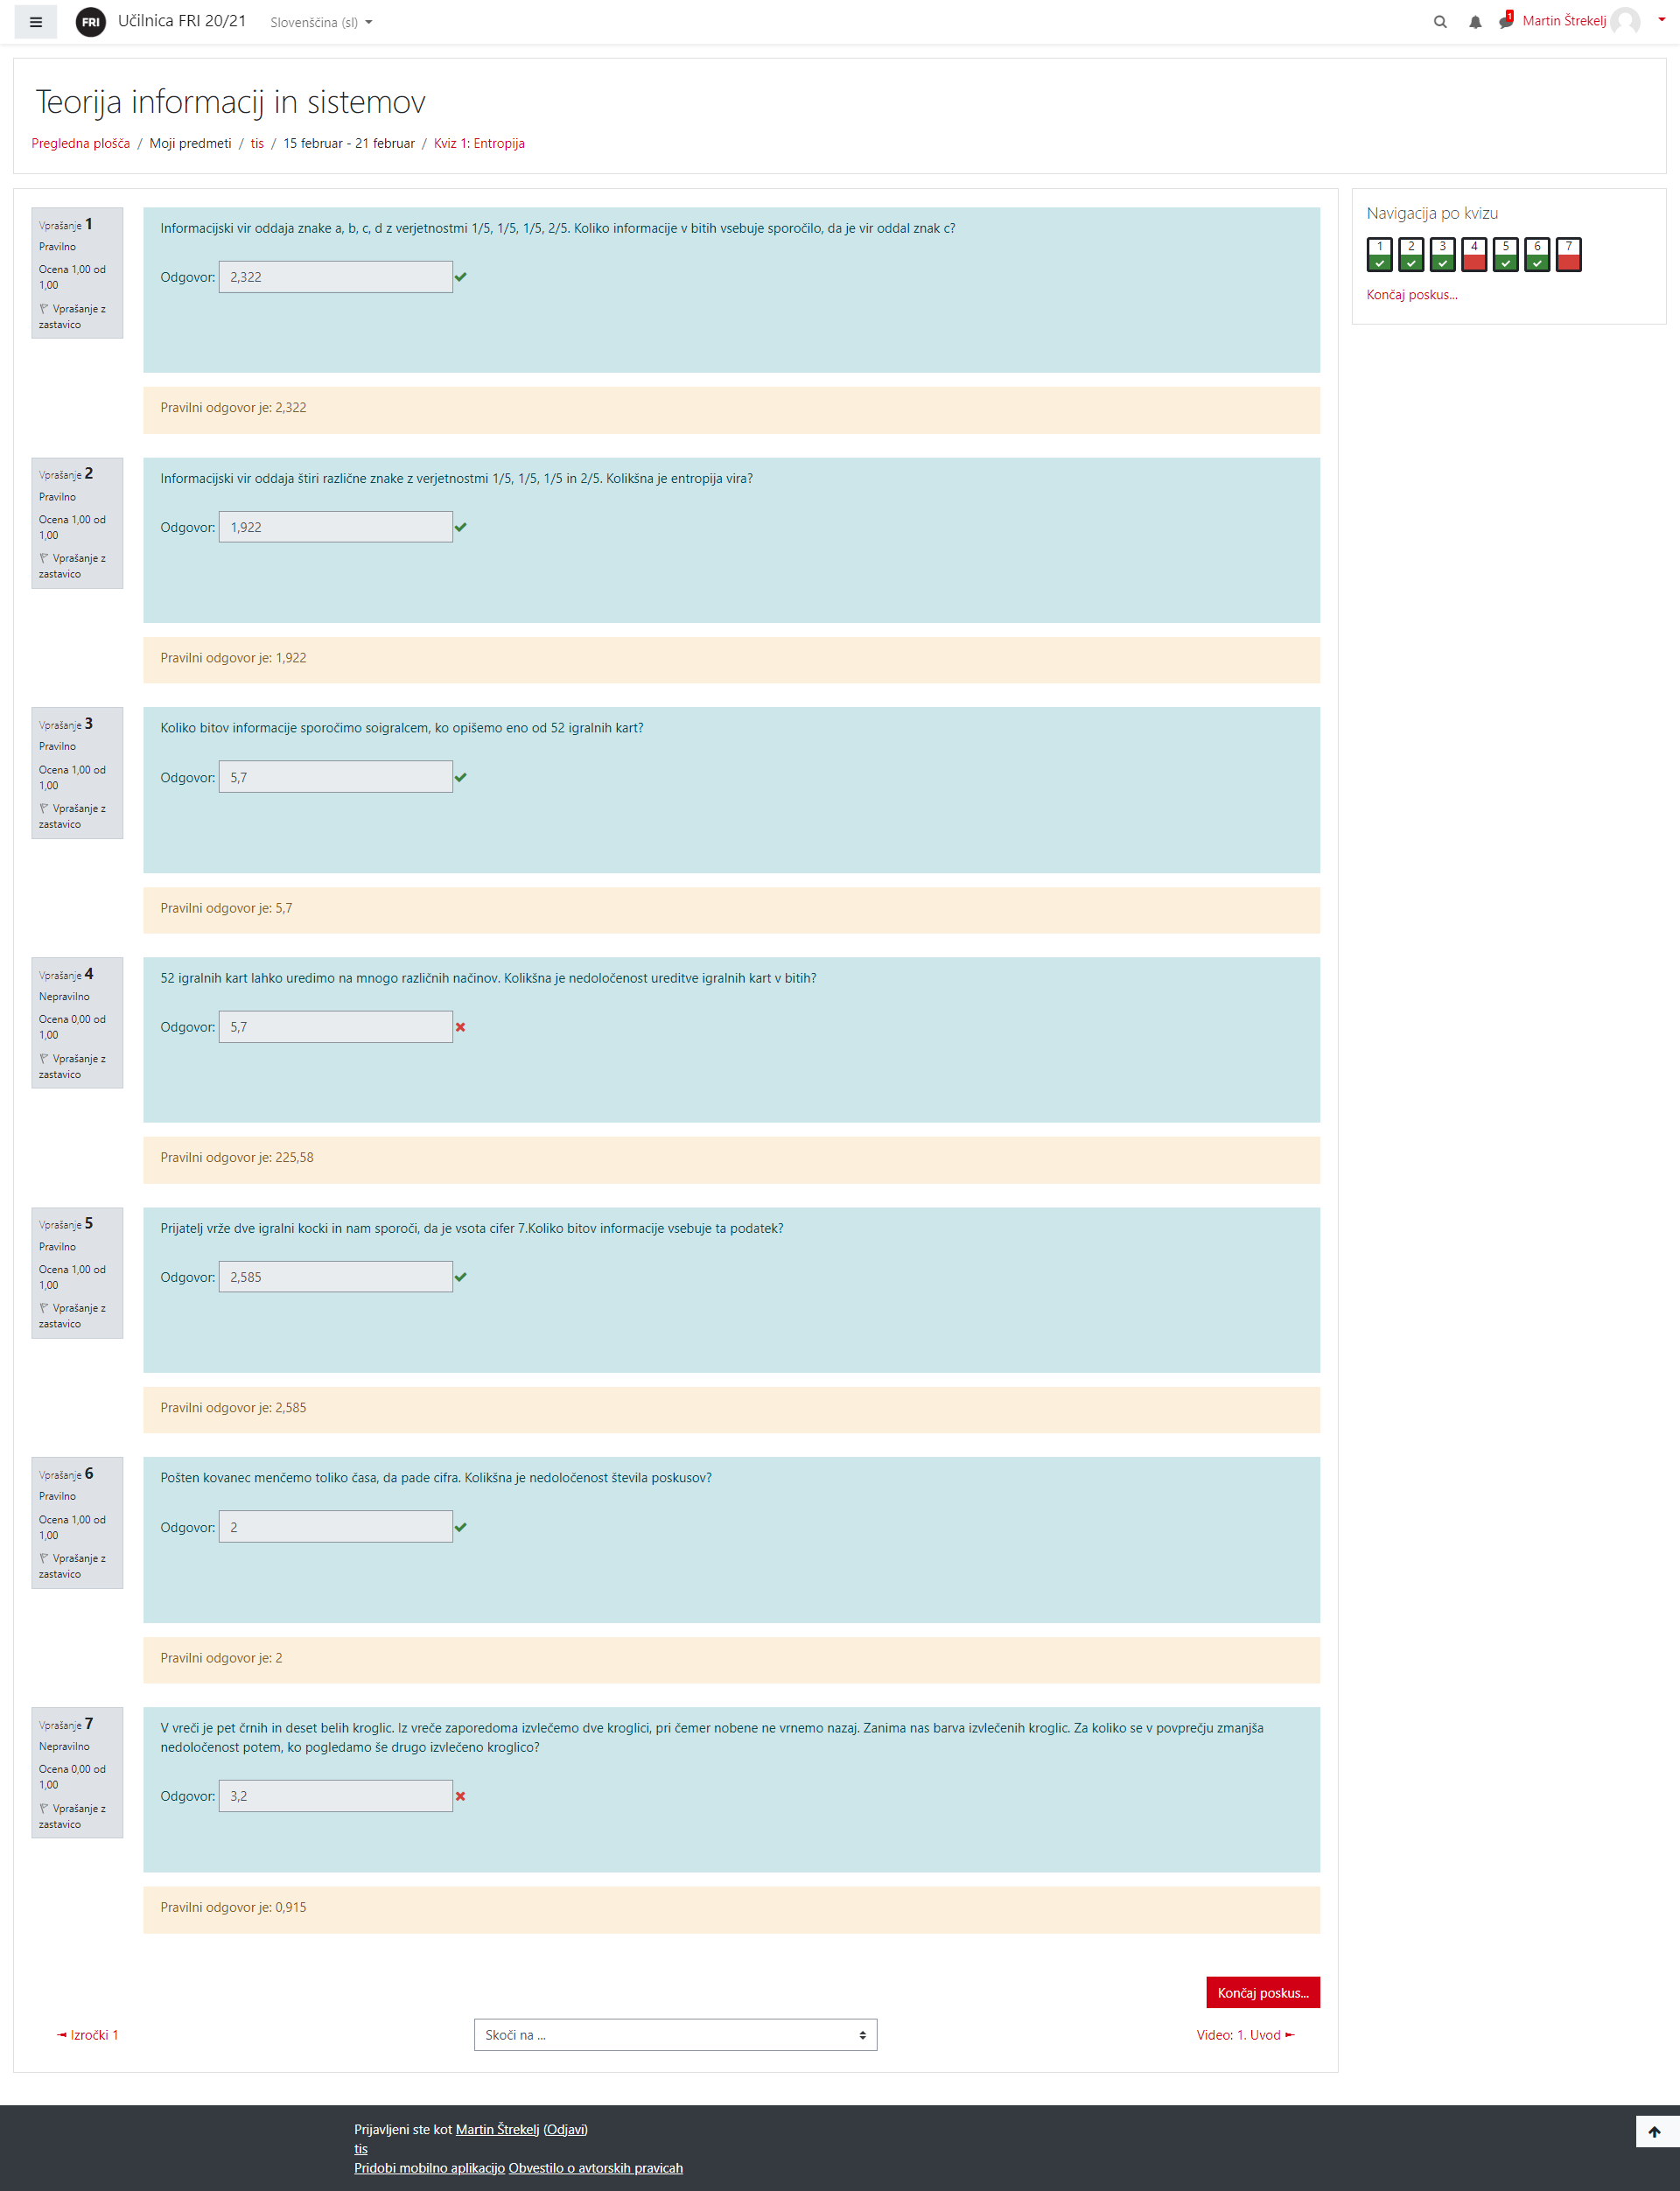 FRI Učilnica FRI 20/21 Slovenščina (sl) 1 Martin Štrekelj
Teorija informacij in sistemov
Pregledna plošča / Moji predmeti / tis / 15 februar - 21 februar / Kviz 1: Entropija
Vprašanje 1
Pravilno
Ocena 1,00 od
1,00
Vprašanje z
zastavico
Informacijski vir oddaja znake a, b, c, d z verjetnostmi 1/5, 1/5, 1/5, 2/5. Koliko informacije v bitih vsebuje sporočilo, da je vir oddal znak c?
Odgovor: 2,322
Pravilni odgovor je: 2,322
Vprašanje 2
Pravilno
Ocena 1,00 od
1,00
Vprašanje z
zastavico
Informacijski vir oddaja štiri različne znake z verjetnostmi 1/5, 1/5, 1/5 in 2/5. Kolikšna je entropija vira?
Odgovor: 1,922
Pravilni odgovor je: 1,922
Vprašanje 3
Pravilno
Ocena 1,00 od
1,00
Vprašanje z
zastavico
Koliko bitov informacije sporočimo soigralcem, ko opišemo eno od 52 igralnih kart?
Odgovor: 5,7
Pravilni odgovor je: 5,7
Vprašanje 4
Nepravilno
Ocena 0,00 od
1,00
Vprašanje z
zastavico
52 igralnih kart lahko uredimo na mnogo različnih načinov. Kolikšna je nedoločenost ureditve igralnih kart v bitih?
Odgovor: 5,7
Pravilni odgovor je: 225,58
Vprašanje 5
Pravilno
Ocena 1,00 od
1,00
Vprašanje z
zastavico
Prijatelj vrže dve igralni kocki in nam sporoči, da je vsota cifer 7.Koliko bitov informacije vsebuje ta podatek?
Odgovor: 2,585
Pravilni odgovor je: 2,585
Vprašanje 6
Pravilno
Ocena 1,00 od
1,00
Vprašanje z
zastavico
Pošten kovanec menčemo toliko časa, da pade cifra. Kolikšna je nedoločenost števila poskusov?
Odgovor: 2
Pravilni odgovor je: 2
Vprašanje 7
Nepravilno
Ocena 0,00 od
1,00
Vprašanje z
zastavico
V vreči je pet črnih in deset belih kroglic. Iz vreče zaporedoma izvlečemo dve kroglici, pri čemer nobene ne vrnemo nazaj. Zanima nas barva izvlečenih kroglic. Za koliko se v povprečju zmanjša
nedoločenost potem, ko pogledamo še drugo izvlečeno kroglico?
Odgovor: 3,2
Pravilni odgovor je: 0,915
Končaj poskus...
◄ Izročki 1
Skoči na ...
Video: 1. Uvod ►
Navigacija po kvizu
1 2 3 4 5 6 7
Končaj poskus...
Prijavljeni ste kot Martin Štrekelj (Odjavi)
tis
Pridobi mobilno aplikacijo Obvestilo o avtorskih pravicah